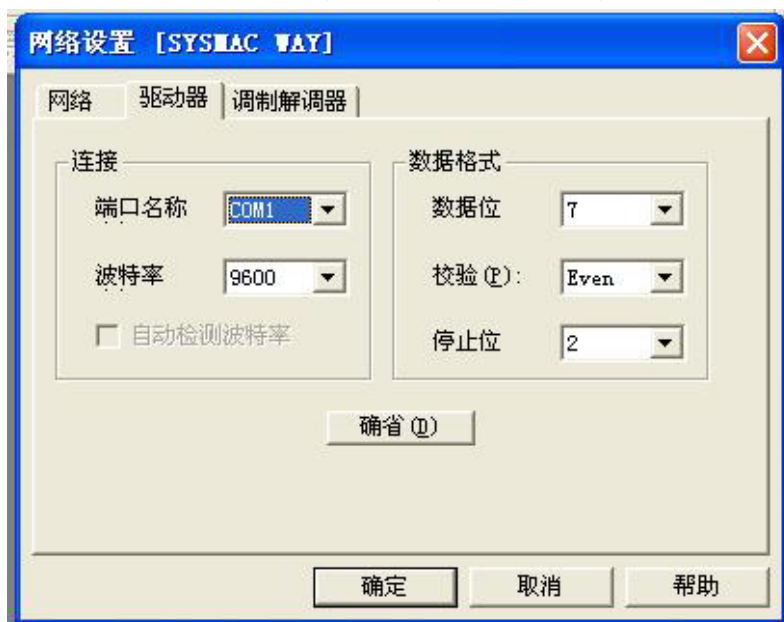 网络设置 [SYSMAC WAY]
网络 驱动器 调制解调器
连接
端口名称 COM1
波特率 9600
自动检测波特率
数据格式
数据位 7
校验(P): Even
停止位 2
确省(D)
确定 取消 帮助